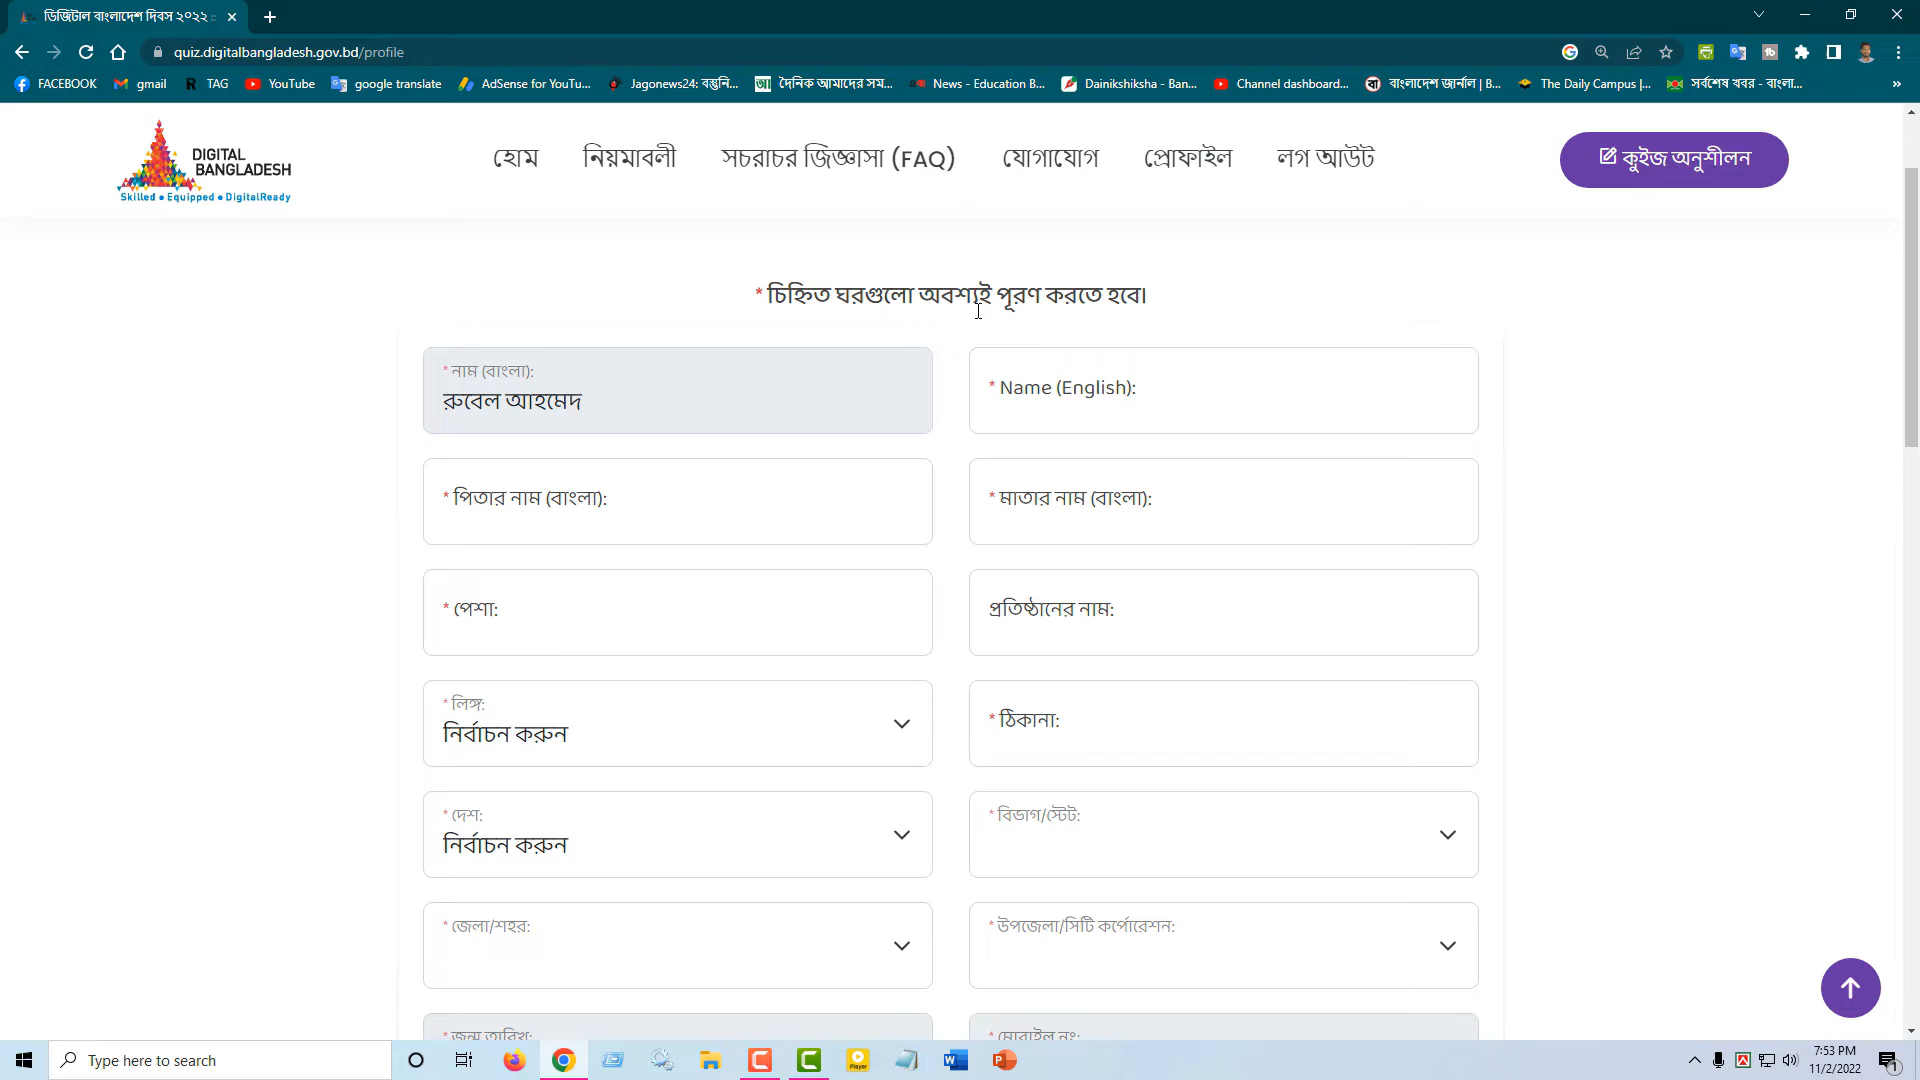 ডিজিটাল বাংলাদেশ দিবস ২০২২ ::
quiz.digitalbangladesh.gov.bd/profile
FACEBOOK
gmail
TAG
YouTube
google translate
AdSense for YouTu...
Jagonews24: বস্তুনি...
দৈনিক আমাদের সম...
News - Education B...
Dainikshiksha - Ban...
Channel dashboard...
বাংলাদেশ জার্নাল | B...
The Daily Campus |...
সর্বশেষ খবর - বাংলা...
»
DIGITAL
BANGLADESH
Skilled ● Equipped ● DigitalReady
হোম
নিয়মাবলী
সচরাচর জিজ্ঞাসা (FAQ)
যোগাযোগ
প্রোফাইল
লগ আউট
কুইজ অনুশীলন
* চিহ্নিত ঘরগুলো অবশ্যই পূরণ করতে হবে।
* নাম (বাংলা):
রুবেল আহমেদ
* Name (English):
* পিতার নাম (বাংলা):
* মাতার নাম (বাংলা):
* পেশা:
প্রতিষ্ঠানের নাম:
* লিঙ্গ:
নির্বাচন করুন
* ঠিকানা:
* দেশ:
নির্বাচন করুন
* বিভাগ/স্টেট:
* জেলা/শহর:
* উপজেলা/সিটি কর্পোরেশন:
* জন্ম তারিখ:
* মোবাইল নং:
Type here to search
7:53 PM
11/2/2022
1